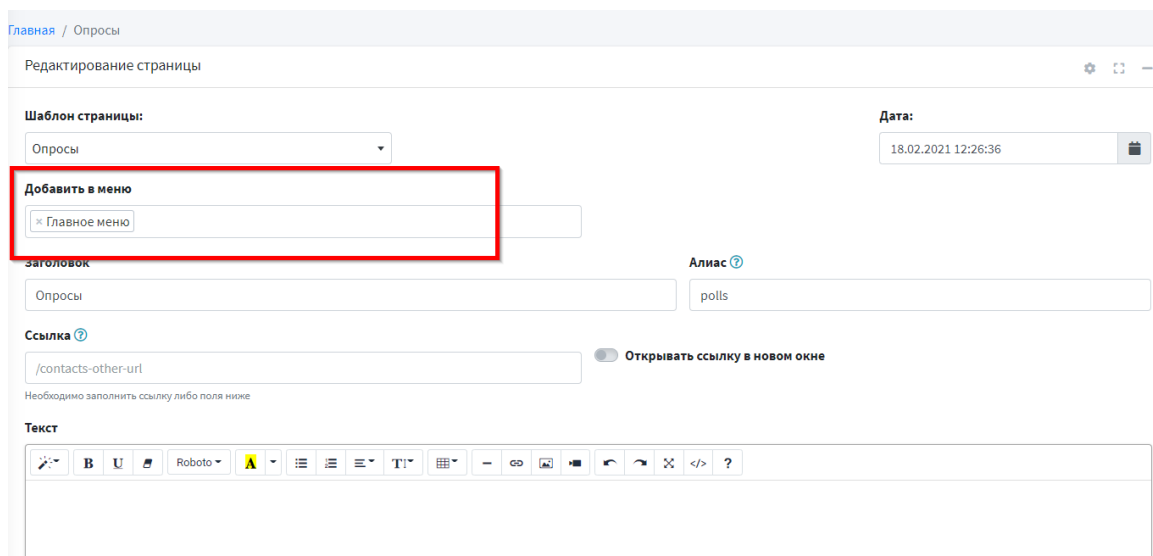 Главная / Опросы
Редактирование страницы
Шаблон страницы:
Дата:
Опросы
18.02.2021 12:26:36
Добавить в меню
× Главное меню
Заголовок
Алиас ?
Опросы
polls
Ссылка ?
/contacts-other-url
Открывать ссылку в новом окне
Необходимо заполнить ссылку либо поля ниже
Текст
B U Roboto A TI </> ?